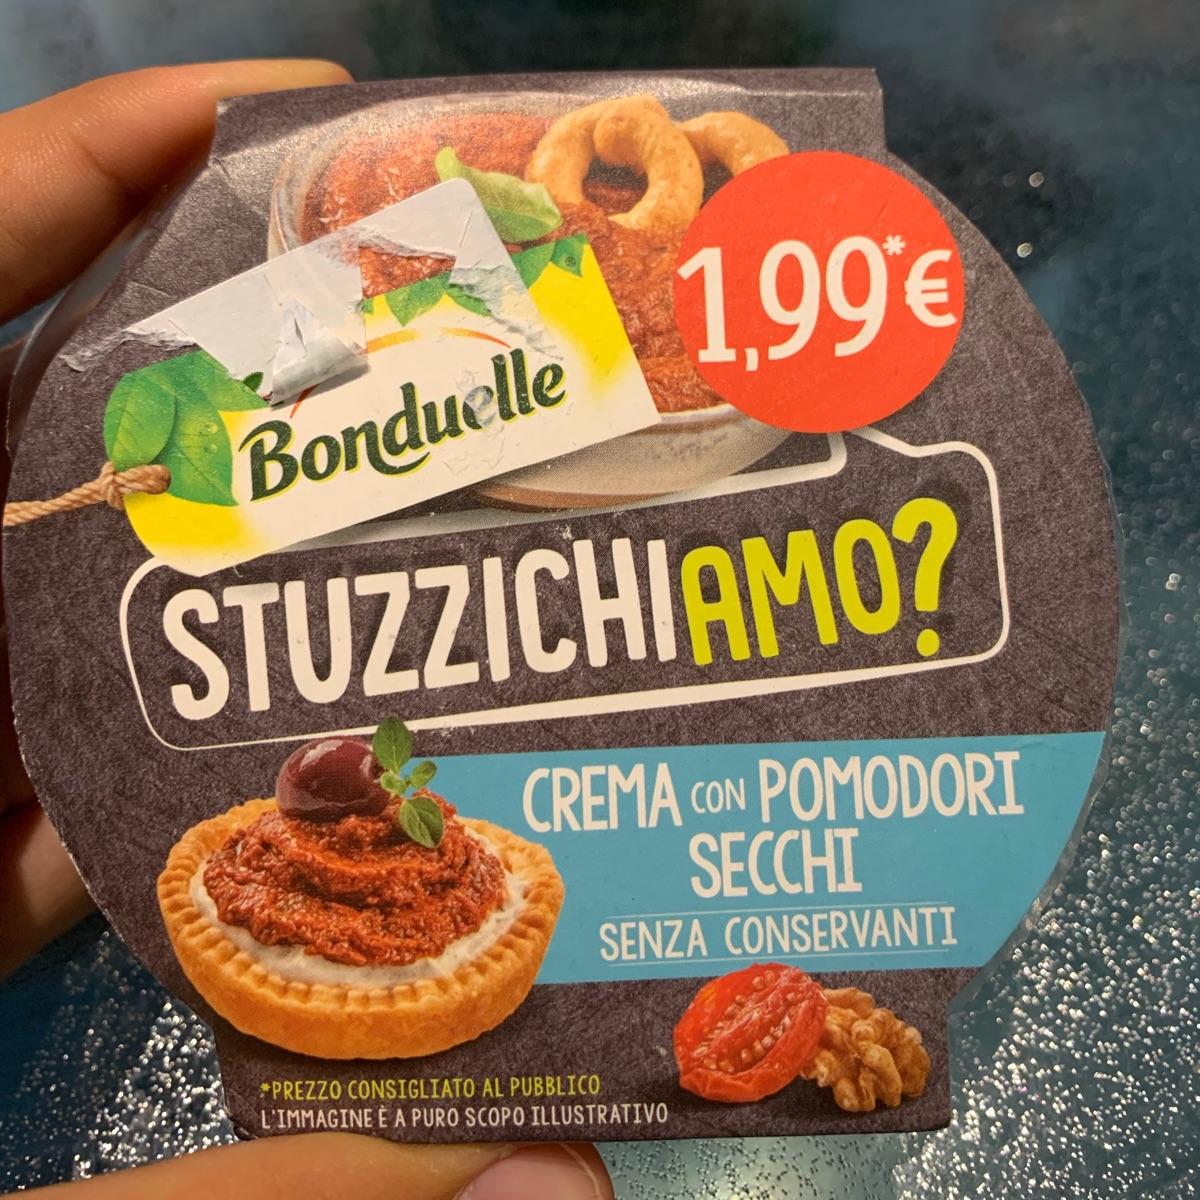 1,99*€
Bonduelle
STUZZICHIAMO?
CREMA CON POMODORI
SECCHI
SENZA CONSERVANTI
*PREZZO CONSIGLIATO AL PUBBLICO
L'IMMAGINE È A PURO SCOPO ILLUSTRATIVO